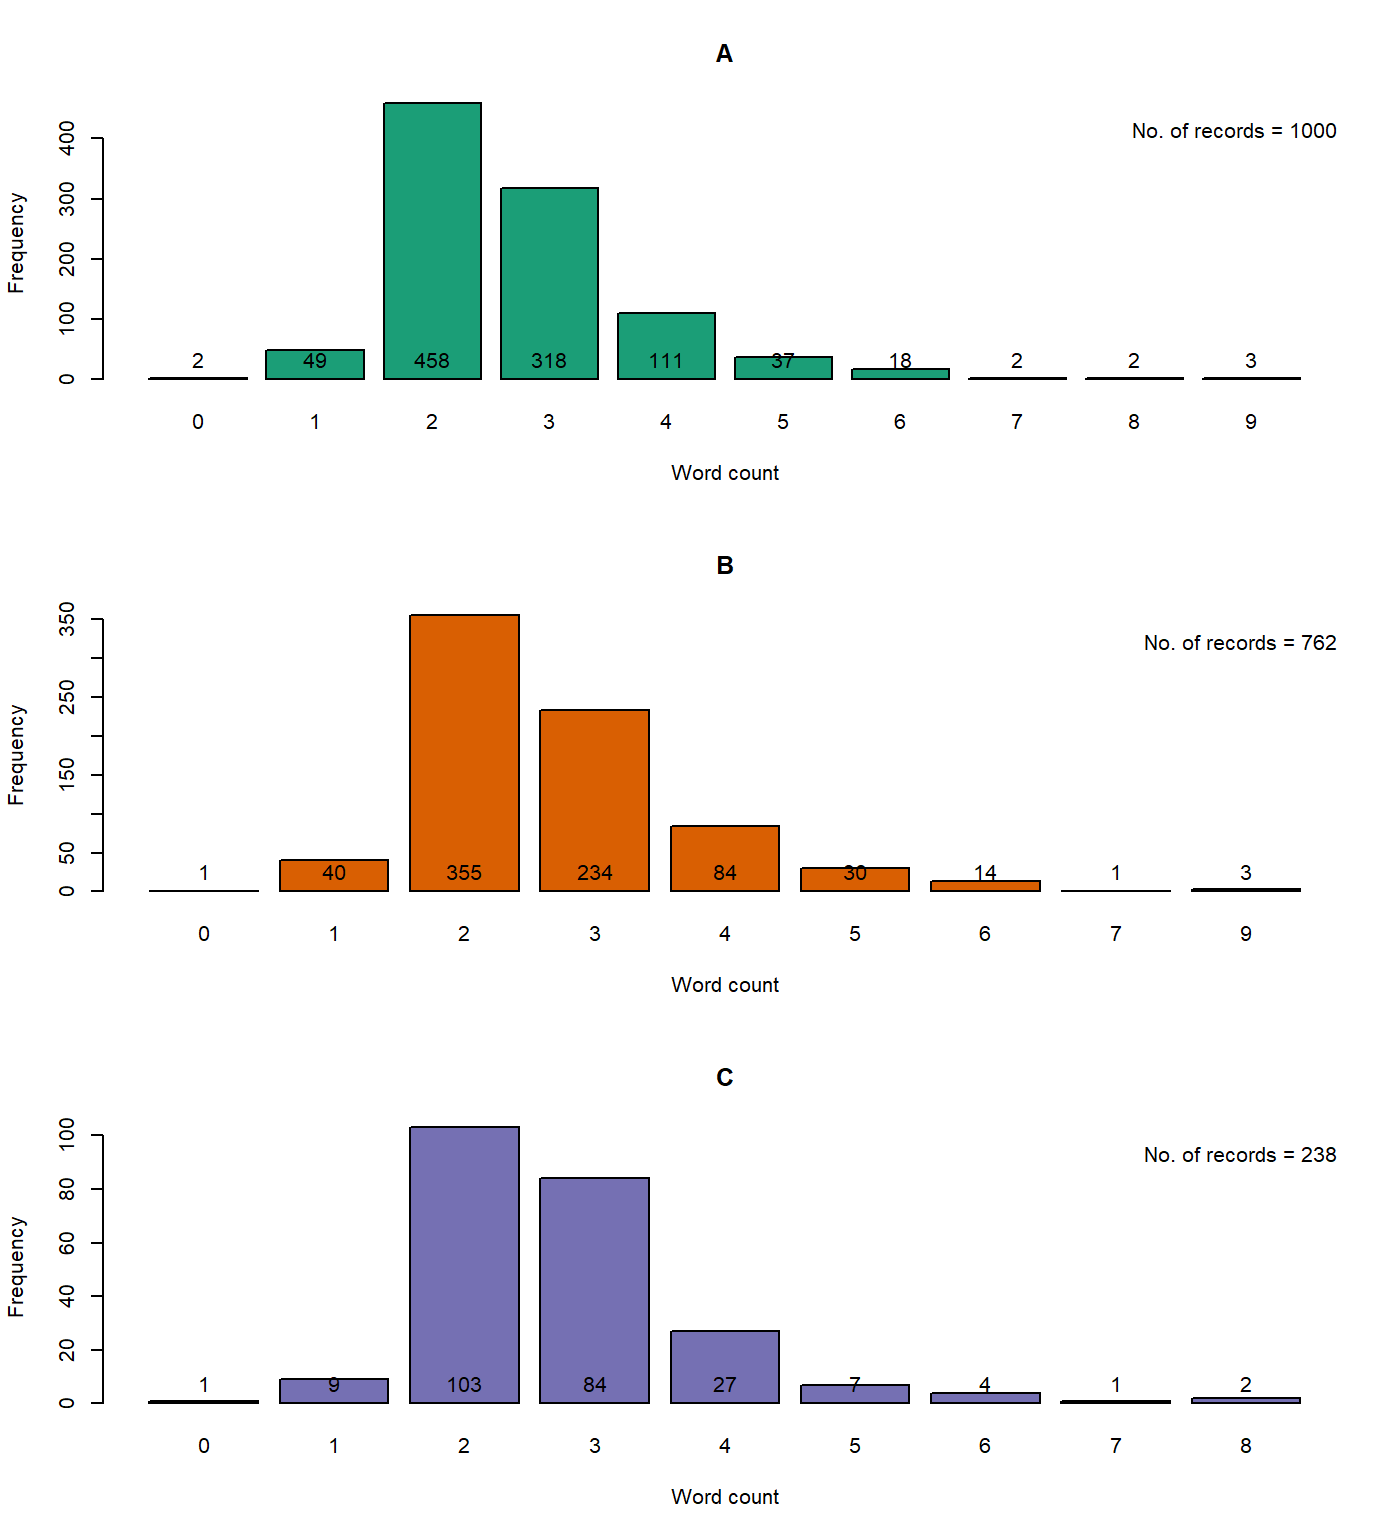 A
No. of records = 1000
Frequency
400
300
200
100
0
2 49 458 318 111 37 18 2 2 3
0 1 2 3 4 5 6 7 8 9
Word count
B
No. of records = 762
Frequency
350
250
150
50
0
1 40 355 234 84 30 14 1 3
0 1 2 3 4 5 6 7 9
Word count
C
No. of records = 238
Frequency
100
80
60
40
20
0
1 9 103 84 27 7 4 1 2
0 1 2 3 4 5 6 7 8
Word count